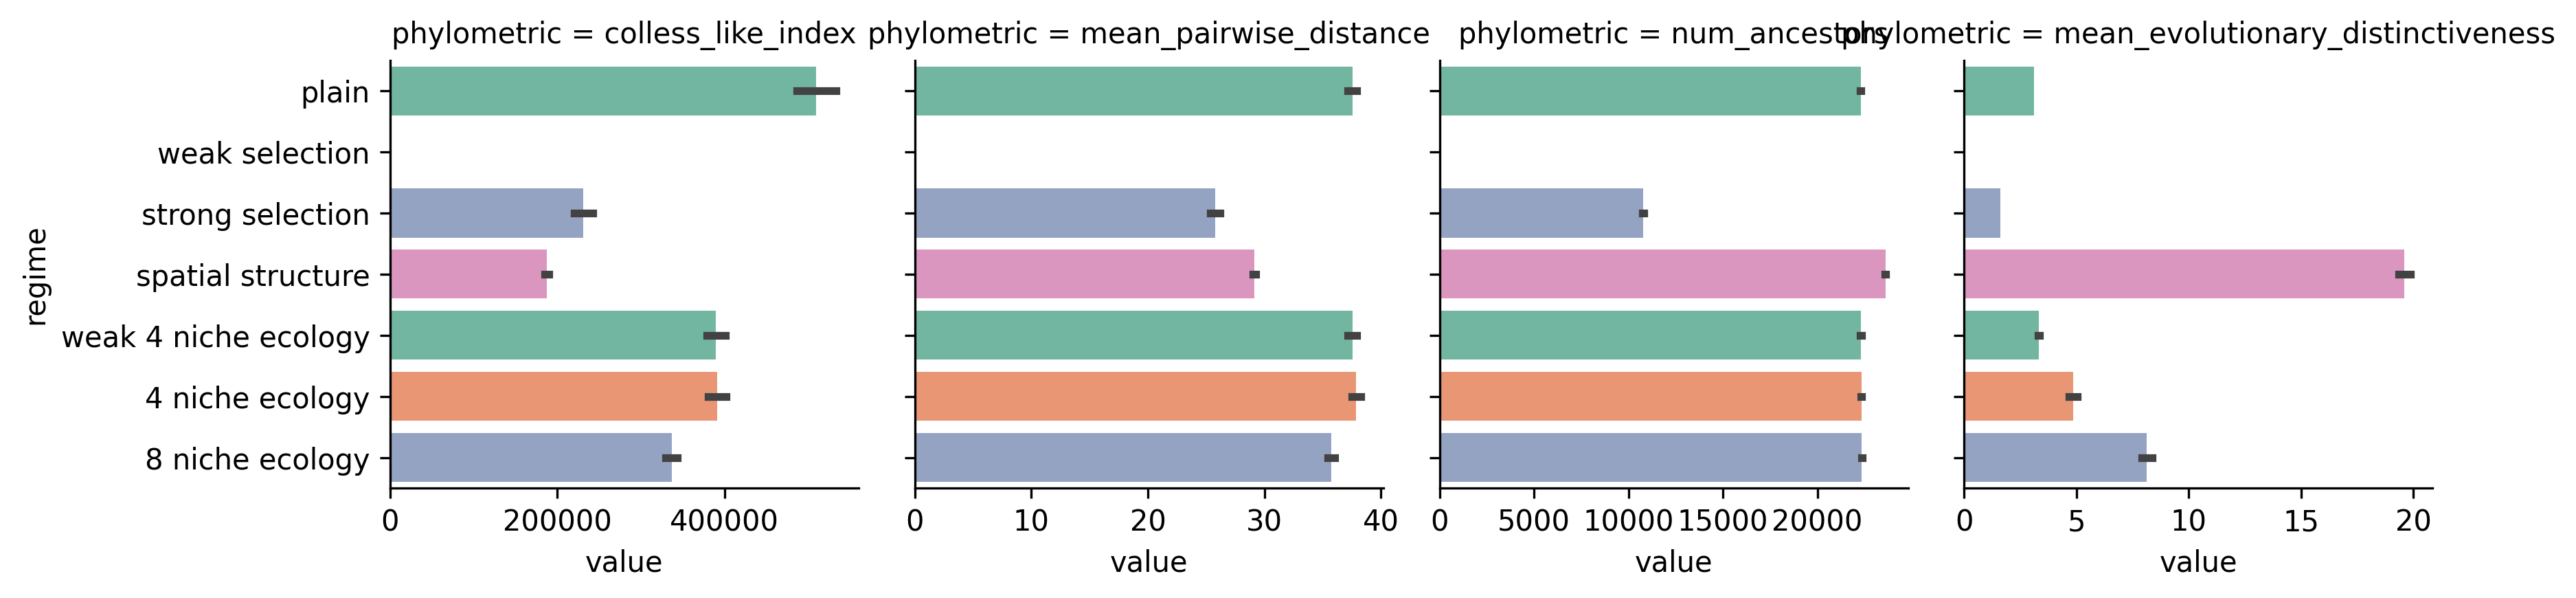 phylometric = colless_like_index
phylometric = mean_pairwise_distance
phylometric = num_ancestors
phylometric = mean_evolutionary_distinctiveness
regime
plain
weak selection
strong selection
spatial structure
weak 4 niche ecology
4 niche ecology
8 niche ecology
0 200000 400000
value
0 10 20 30 40
value
0 5000 10000 15000 20000
value
0 5 10 15 20
value